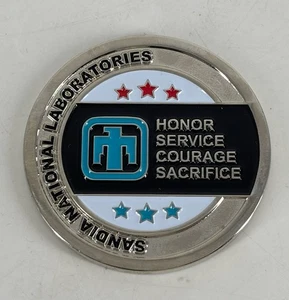 SANDIA NATIONAL LABORATORIES
HONOR
SERVICE
COURAGE
SACRIFICE